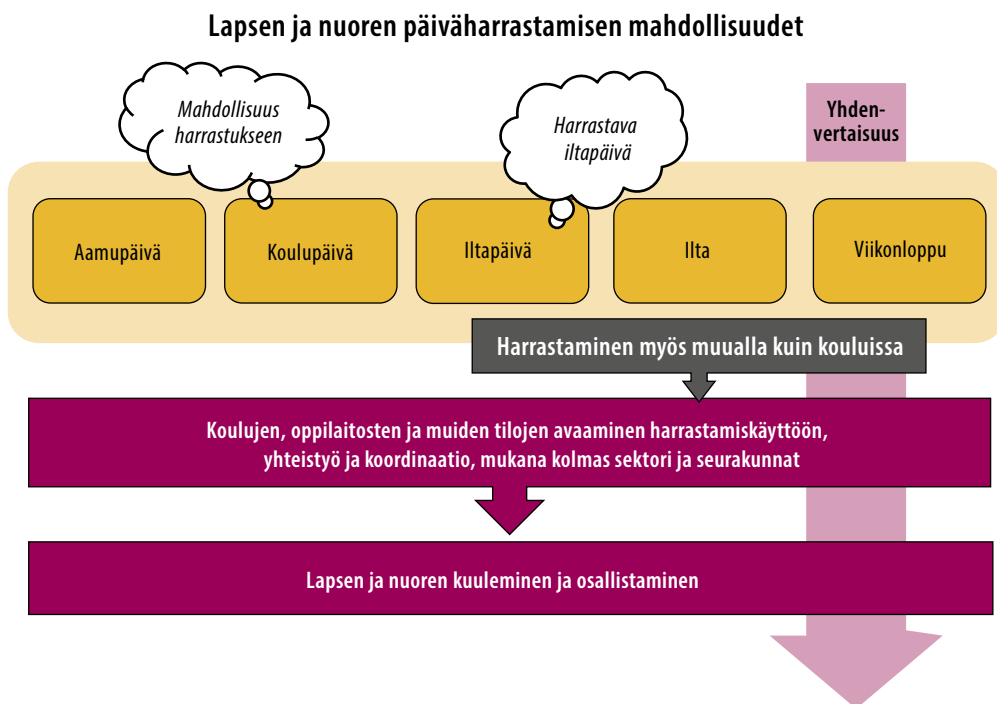 Lapsen ja nuoren päiväharrastamisen mahdollisuudet
Mahdollisuus
harrastukseen
Harrastava
iltapäivä
Yhden-
vertaisuus
Aamupäivä
Koulupäivä
Iltapäivä
Ilta
Viikonloppu
Harrastaminen myös muualla kuin kouluissa
Koulujen, oppilaitosten ja muiden tilojen avaaminen harrastamiskäyttöön,
yhteistyö ja koordinaatio, mukana kolmas sektori ja seurakunnat
Lapsen ja nuoren kuuleminen ja osallistaminen